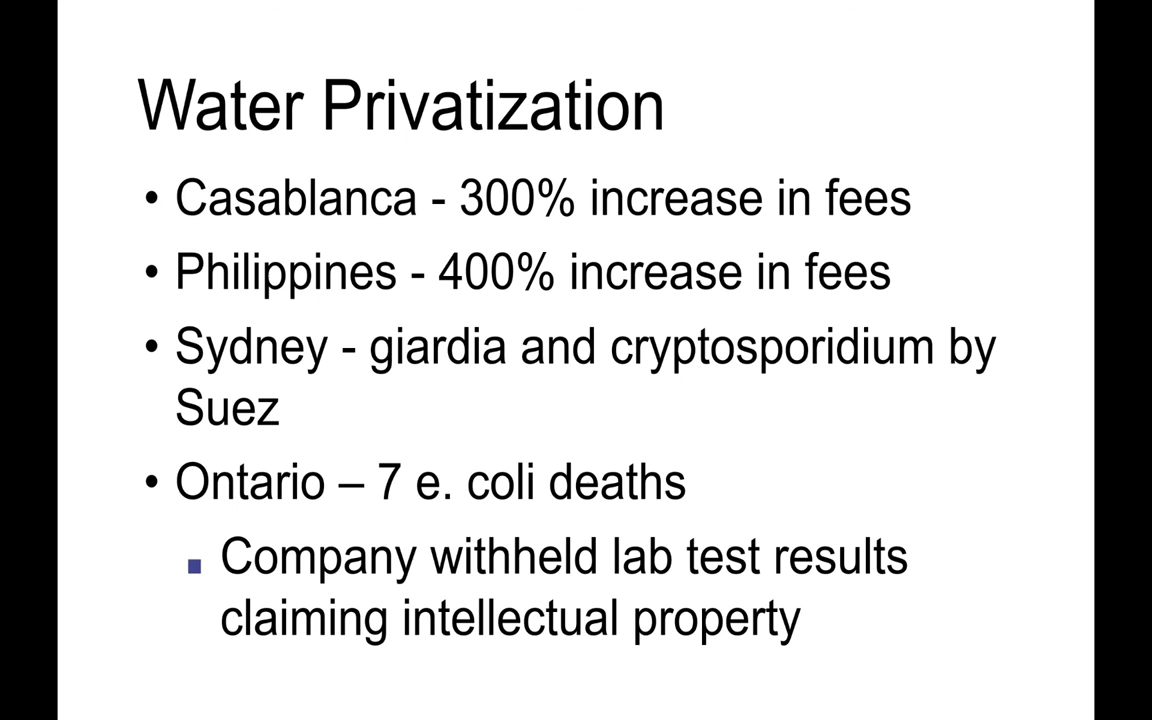 Water Privatization
• Casablanca - 300% increase in fees
• Philippines - 400% increase in fees
• Sydney - giardia and cryptosporidium by
Suez
• Ontario – 7 e. coli deaths
▪ Company withheld lab test results
claiming intellectual property